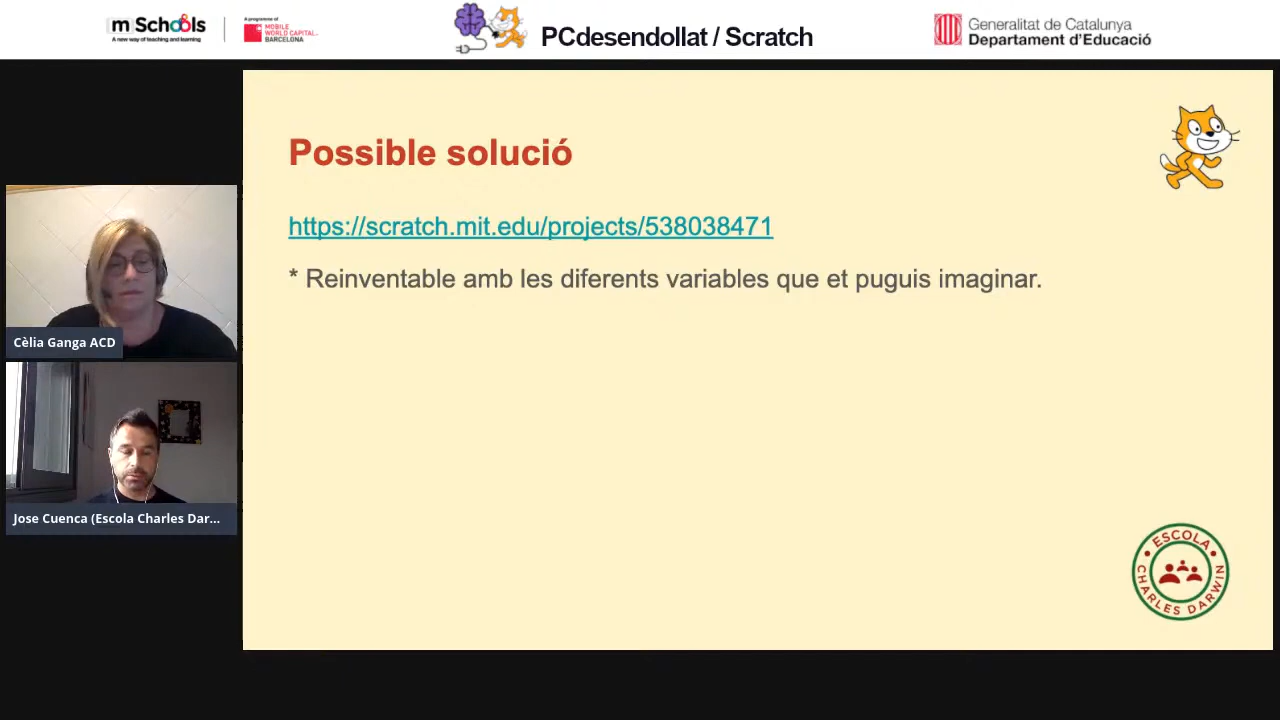 mSchools
A new way of teaching and learning
A programme of
MOBILE
WORLD CAPITAL
BARCELONA
PCdesendollat / Scratch
Generalitat de Catalunya
Departament d'Educació
Possible solució
https://scratch.mit.edu/projects/538038471
* Reinventable amb les diferents variables que et puguis imaginar.
Cèlia Ganga ACD
Jose Cuenca (Escola Charles Dar...
ESCOLA
CHARLES DARWIN